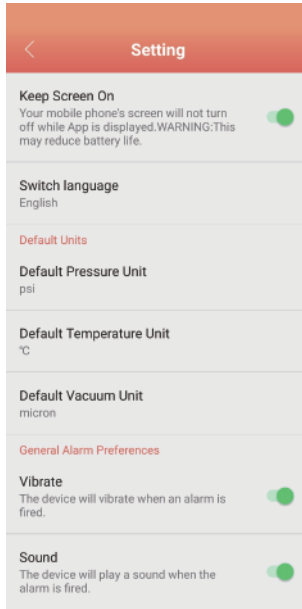 Setting
Keep Screen On
Your mobile phone's screen will not turn
off while App is displayed.WARNING:This
may reduce battery life.
Switch language
English
Default Units
Default Pressure Unit
psi
Default Temperature Unit
℃
Default Vacuum Unit
micron
General Alarm Preferences
Vibrate
The device will vibrate when an alarm is
fired.
Sound
The device will play a sound when the
alarm is fired.